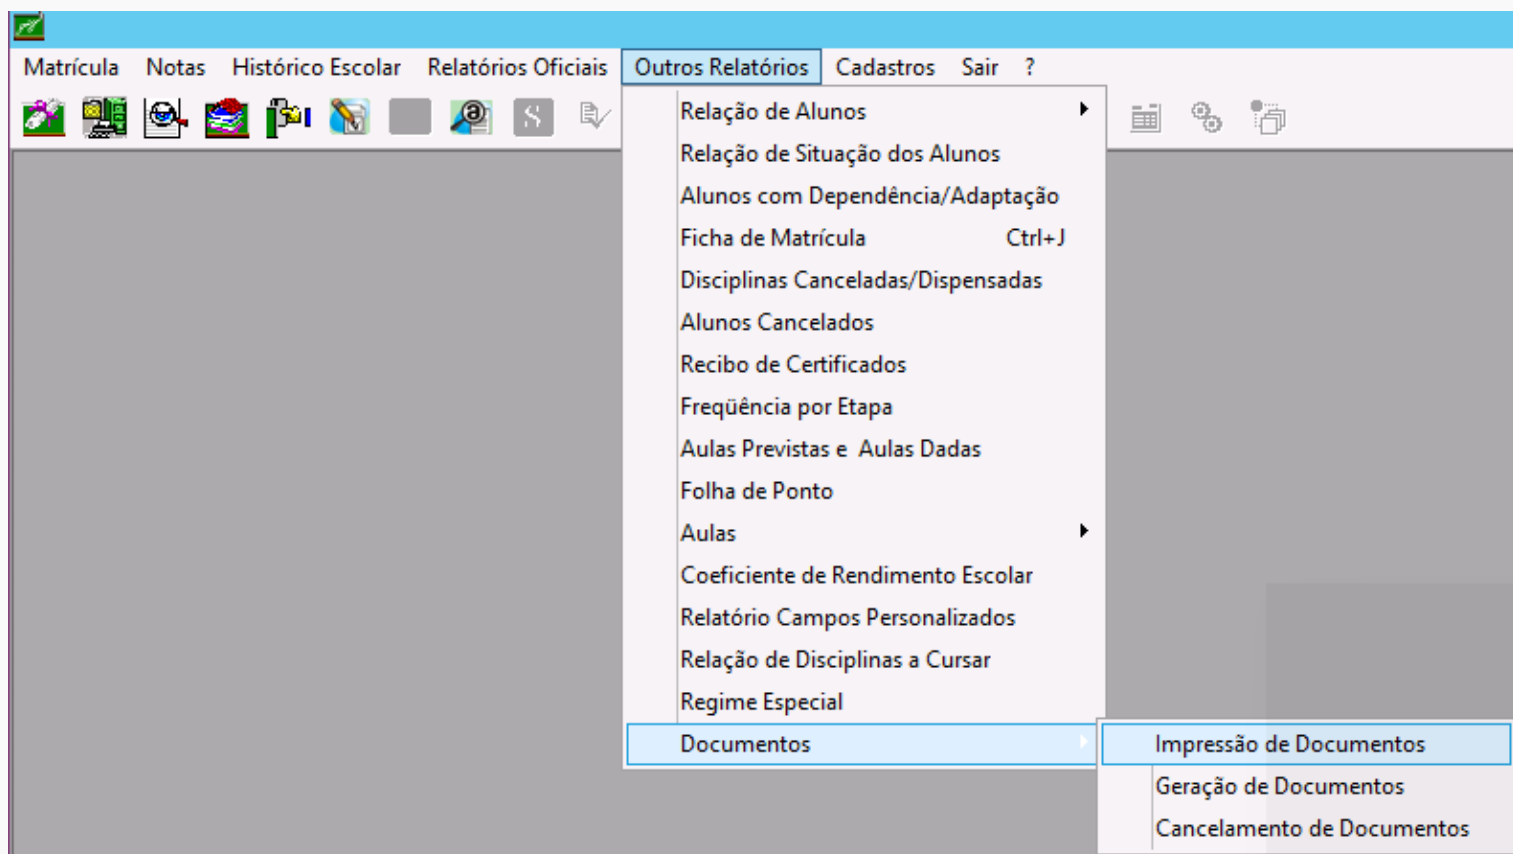 Matrícula Notas Histórico Escolar Relatórios Oficiais Outros Relatórios Cadastros Sair ?
Relação de Alunos
Relação de Situação dos Alunos
Alunos com Dependência/Adaptação
Ficha de Matrícula Ctrl+J
Disciplinas Canceladas/Dispensadas
Alunos Cancelados
Recibo de Certificados
Freqüência por Etapa
Aulas Previstas e Aulas Dadas
Folha de Ponto
Aulas
Coeficiente de Rendimento Escolar
Relatório Campos Personalizados
Relação de Disciplinas a Cursar
Regime Especial
Documentos
Impressão de Documentos
Geração de Documentos
Cancelamento de Documentos